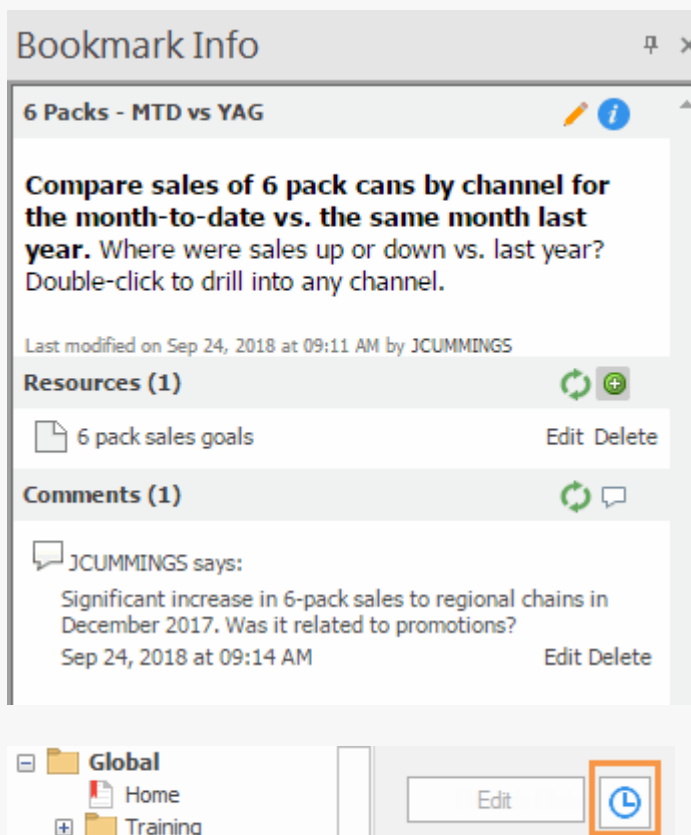 Bookmark Info
6 Packs - MTD vs YAG
Compare sales of 6 pack cans by channel for
the month-to-date vs. the same month last
year. Where were sales up or down vs. last year?
Double-click to drill into any channel.
Last modified on Sep 24, 2018 at 09:11 AM by JCUMMINGS
Resources (1)
6 pack sales goals Edit Delete
Comments (1)
JCUMMINGS says:
Significant increase in 6-pack sales to regional chains in
December 2017. Was it related to promotions?
Sep 24, 2018 at 09:14 AM Edit Delete
Global
Home
Edit
Training